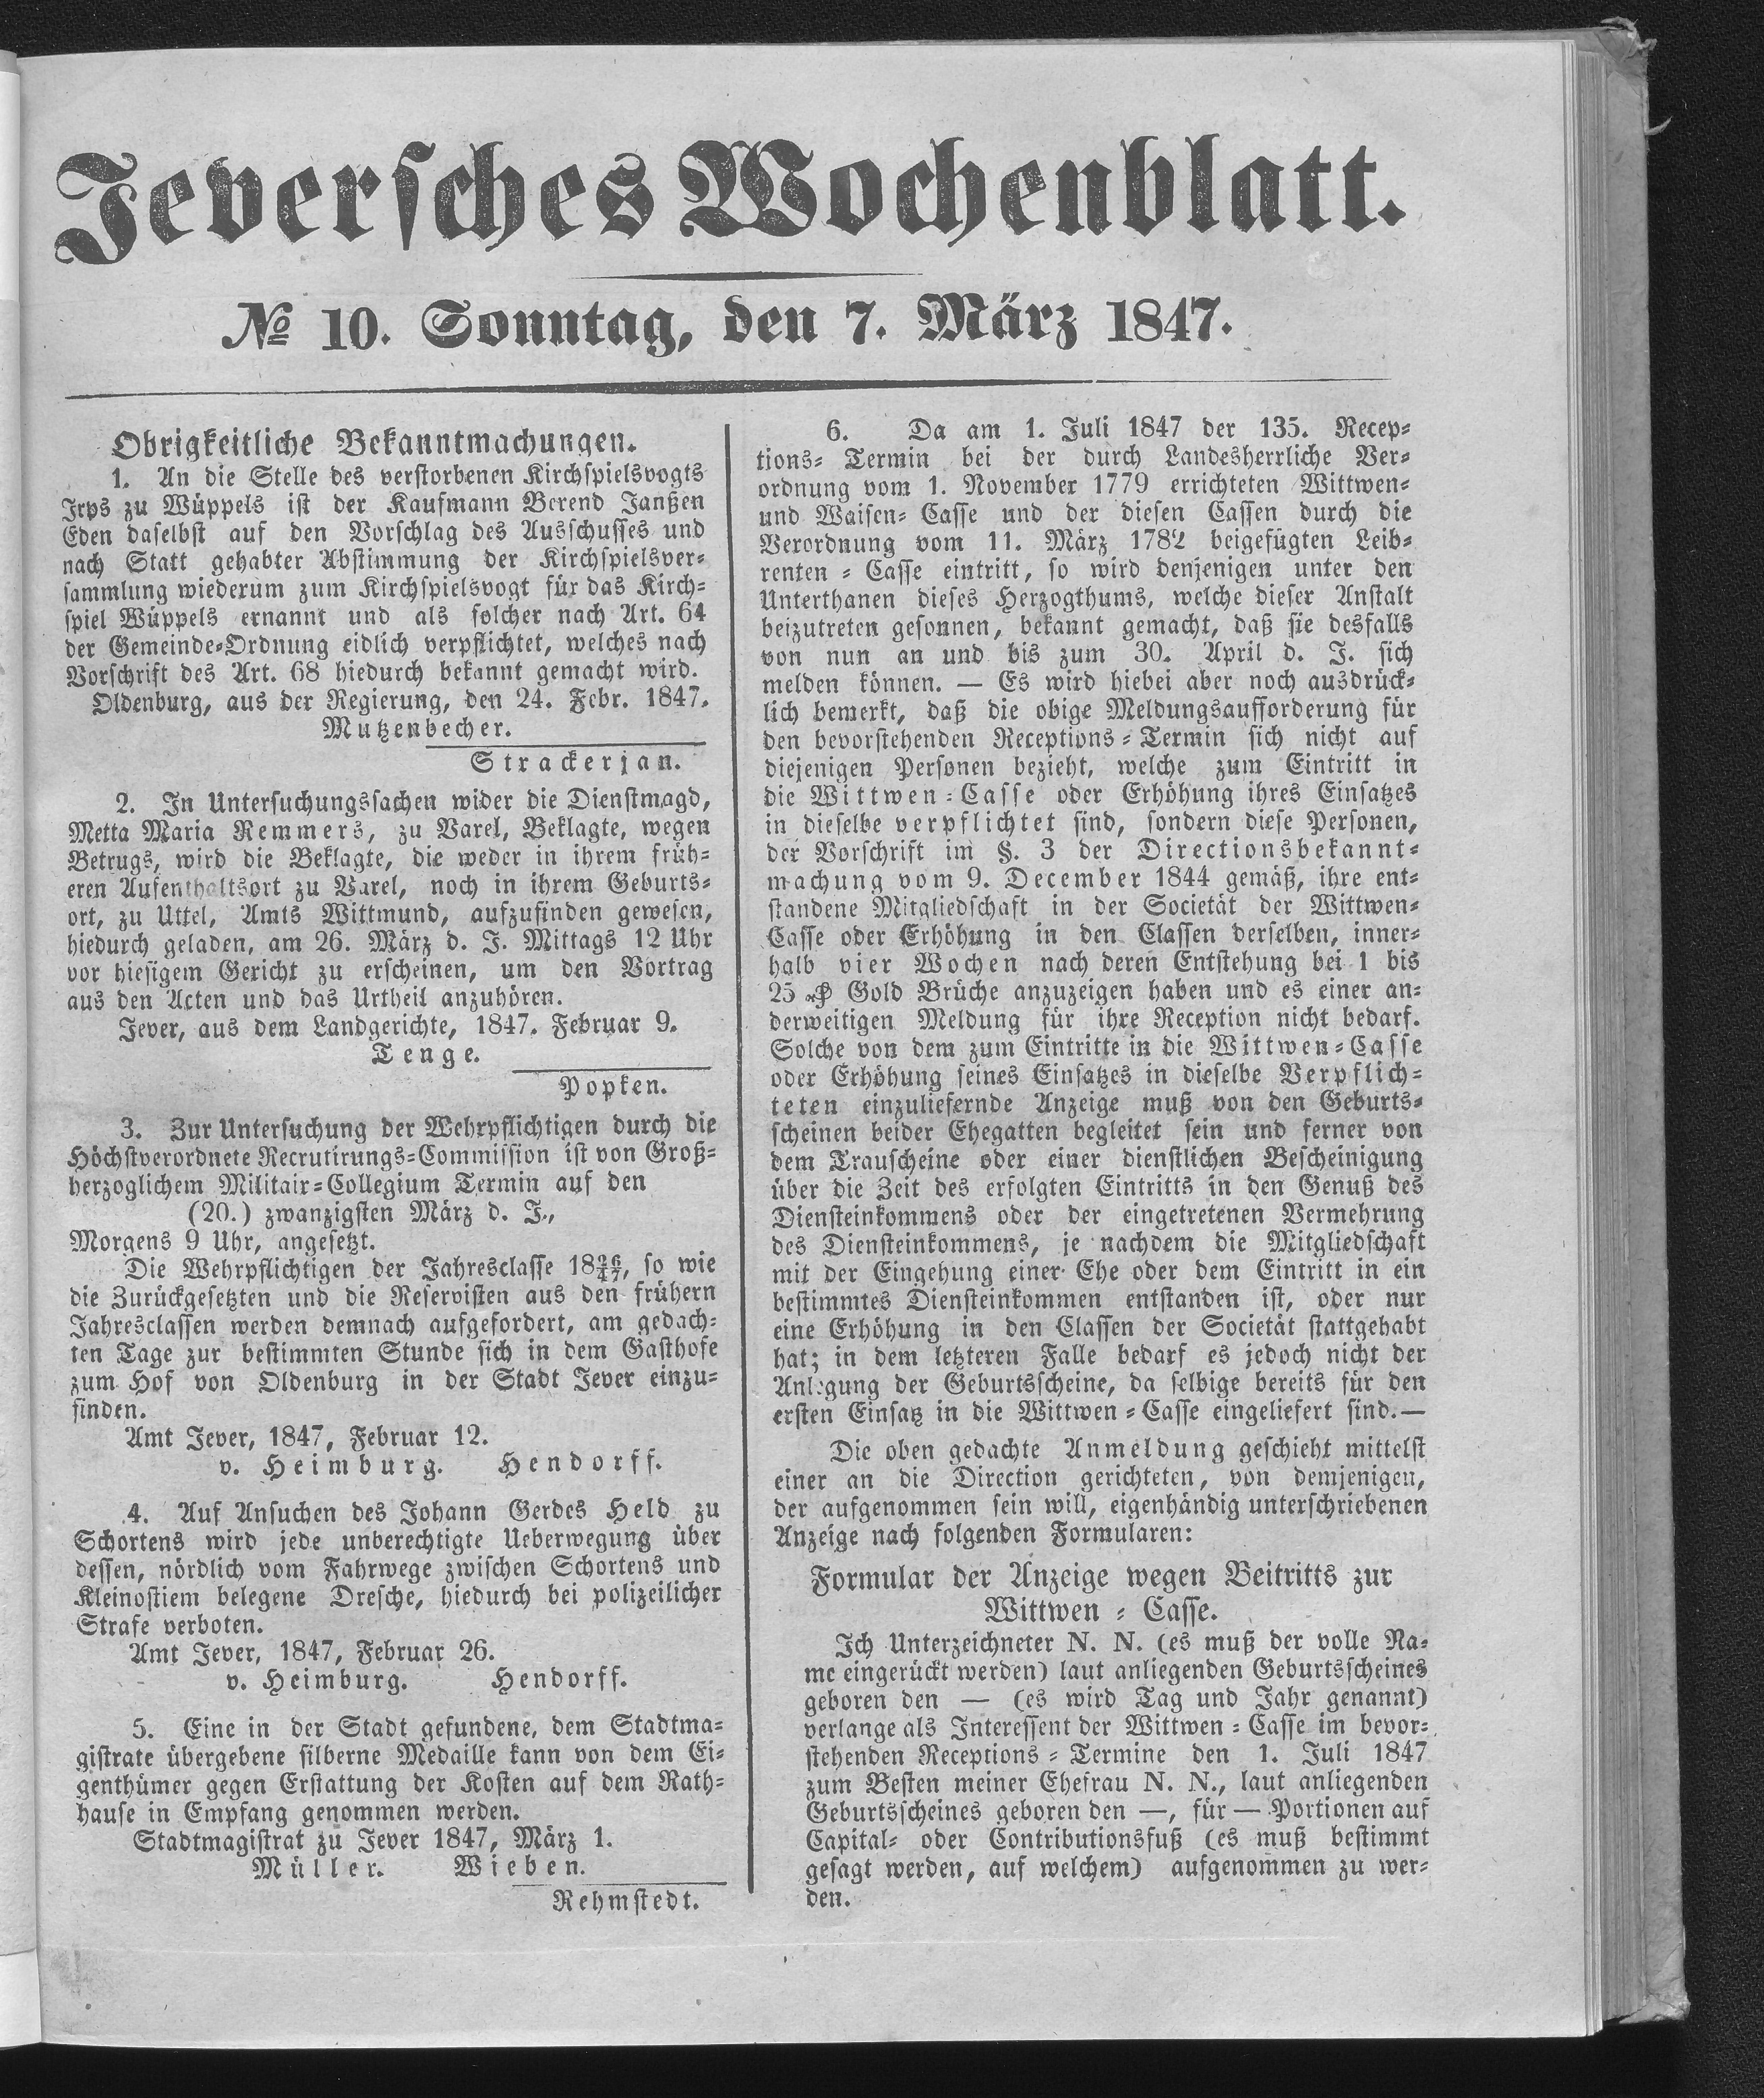 Jeversches Wochenblatt.
№ 10. Sonntag, den 7. März 1847.
Obrigkeitliche Bekanntmachungen.
1. An die Stelle des verstorbenen Kirchspielsvogts
Irps zu Wüppels ist der Kaufmann Berend Janßen
Eden daselbst auf den Vorschlag des Ausschusses und
nach Statt gehabter Abstimmung der Kirchspielsver-
sammlung wiederum zum Kirchspielsvogt für das Kirch-
spiel Wüppels ernannt und als solcher nach Art. 64
der Gemeinde-Ordnung eidlich verpflichtet, welches nach
Vorschrift des Art. 68 hiedurch bekannt gemacht wird.
Oldenburg, aus der Regierung, den 24. Febr. 1847.
Mutzenbecher.
Strackerjan.
2. In Untersuchungssachen wider die Dienstmagd,
Metta Maria Remmers, zu Varel, Beklagte, wegen
Betrugs, wird die Beklagte, die weder in ihrem früh-
eren Aufenthaltsort zu Varel, noch in ihrem Geburts-
ort, zu Uttel, Amts Wittmund, aufzufinden gewesen,
hiedurch geladen, am 26. März d. J. Mittags 12 Uhr
vor hiesigem Gericht zu erscheinen, um den Vortrag
aus den Acten und das Urtheil anzuhören.
Jever, aus dem Landgerichte, 1847. Februar 9.
Tenge.
Popken.
3. Zur Untersuchung der Wehrpflichtigen durch die
Höchstverordnete Recrutirungs-Commission ist von Groß-
herzoglichem Militair-Collegium Termin auf den
(20.) zwanzigsten März d. J.,
Morgens 9 Uhr, angesetzt.
Die Wehrpflichtigen der Jahresclasse 1846/47, so wie
die Zurückgesetzten und die Reservisten aus den frühern
Jahresclassen werden demnach aufgefordert, am gedach-
ten Tage zur bestimmten Stunde sich in dem Gasthofe
zum Hof von Oldenburg in der Stadt Jever einzu-
finden.
Amt Jever, 1847, Februar 12.
v. Heimburg. Hendorff.
4. Auf Ansuchen des Johann Gerdes Held zu
Schortens wird jede unberechtigte Ueberwegung über
dessen, nördlich vom Fahrwege zwischen Schortens und
Kleinostiem belegene Dresche, hiedurch bei polizeilicher
Strafe verboten.
Amt Jever, 1847, Februar 26.
v. Heimburg. Hendorff.
5. Eine in der Stadt gefundene, dem Stadtma-
gistrate übergebene silberne Medaille kann von dem Ei-
genthümer gegen Erstattung der Kosten auf dem Rath-
hause in Empfang genommen werden.
Stadtmagistrat zu Jever 1847, März 1.
Müller. Wieben.
Rehmstedt.
6. Da am 1. Juli 1847 der 135. Recep-
tions- Termin bei der durch Landesherrliche Ver-
ordnung vom 1. November 1779 errichteten Wittwen-
und Waisen- Casse und der diesen Cassen durch die
Verordnung vom 11. März 1782 beigefügten Leib-
renten - Casse eintritt, so wird denjenigen unter den
Unterthanen dieses Herzogthums, welche dieser Anstalt
beizutreten gesonnen, bekannt gemacht, daß sie desfalls
von nun an und bis zum 30. April d. J. sich
melden können. — Es wird hiebei aber noch ausdrück-
lich bemerkt, daß die obige Meldungsaufforderung für
den bevorstehenden Receptions - Termin sich nicht auf
diejenigen Personen bezieht, welche zum Eintritt in
die Wittwen-Casse oder Erhöhung ihres Einsatzes
in dieselbe verpflichtet sind, sondern diese Personen,
der Vorschrift im §. 3 der Directionsbekannt-
machung vom 9. December 1844 gemäß, ihre ent-
standene Mitgliedschaft in der Societät der Wittwen-
Casse oder Erhöhung in den Classen derselben, inner-
halb vier Wochen nach deren Entstehung bei 1 bis
25 ₰ Gold Brüche anzuzeigen haben und es einer an-
derweitigen Meldung für ihre Reception nicht bedarf.
Solche von dem zum Eintritte in die Wittwen-Casse
oder Erhöhung seines Einsatzes in dieselbe Verpflich-
teten einzuliefernde Anzeige muß von den Geburts-
scheinen beider Ehegatten begleitet sein und ferner von
dem Trauscheine oder einer dienstlichen Bescheinigung
über die Zeit des erfolgten Eintritts in den Genuß des
Diensteinkommens oder der eingetretenen Vermehrung
des Diensteinkommens, je nachdem die Mitgliedschaft
mit der Eingehung einer Ehe oder dem Eintritt in ein
bestimmtes Diensteinkommen entstanden ist, oder nur
eine Erhöhung in den Classen der Societät stattgehabt
hat; in dem letzteren Falle bedarf es jedoch nicht der
Anlegung der Geburtsscheine, da selbige bereits für den
ersten Einsatz in die Wittwen - Casse eingeliefert sind.—
Die oben gedachte Anmeldung geschieht mittelst
einer an die Direction gerichteten, von demjenigen,
der aufgenommen sein will, eigenhändig unterschriebenen
Anzeige nach folgenden Formularen:
Formular der Anzeige wegen Beitritts zur
Wittwen - Casse.
Ich Unterzeichneter N. N. (es muß der volle Na-
me eingerückt werden) laut anliegenden Geburtsscheines
geboren den — (es wird Tag und Jahr genannt)
verlange als Interessent der Wittwen - Casse im bevor-
stehenden Receptions - Termine den 1. Juli 1847
zum Besten meiner Ehefrau N. N., laut anliegenden
Geburtsscheines geboren den —, für — Portionen auf
Capital- oder Contributionsfuß (es muß bestimmt
gesagt werden, auf welchem) aufgenommen zu wer-
den.